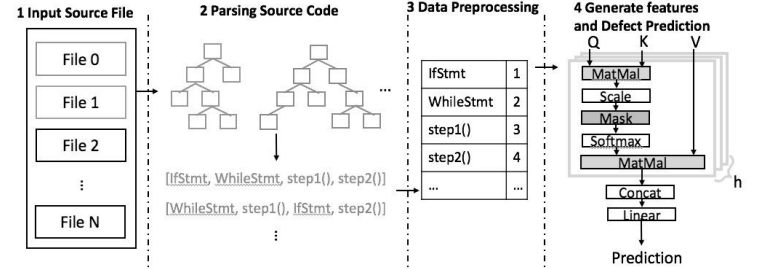 1 Input Source File
File 0
File 1
File 2
⋮
File N
2 Parsing Source Code
...
[IfStmt, WhileStmt, step1(), step2()]
[WhileStmt, step1(), IfStmt, step2()]
⋮
3 Data Preprocessing
IfStmt 1
WhileStmt 2
step1() 3
step2() 4
... ...
4 Generate features
and Defect Prediction
Q K V
MatMal
Scale
Mask
Softmax
MatMal
h
Concat
Linear
Prediction